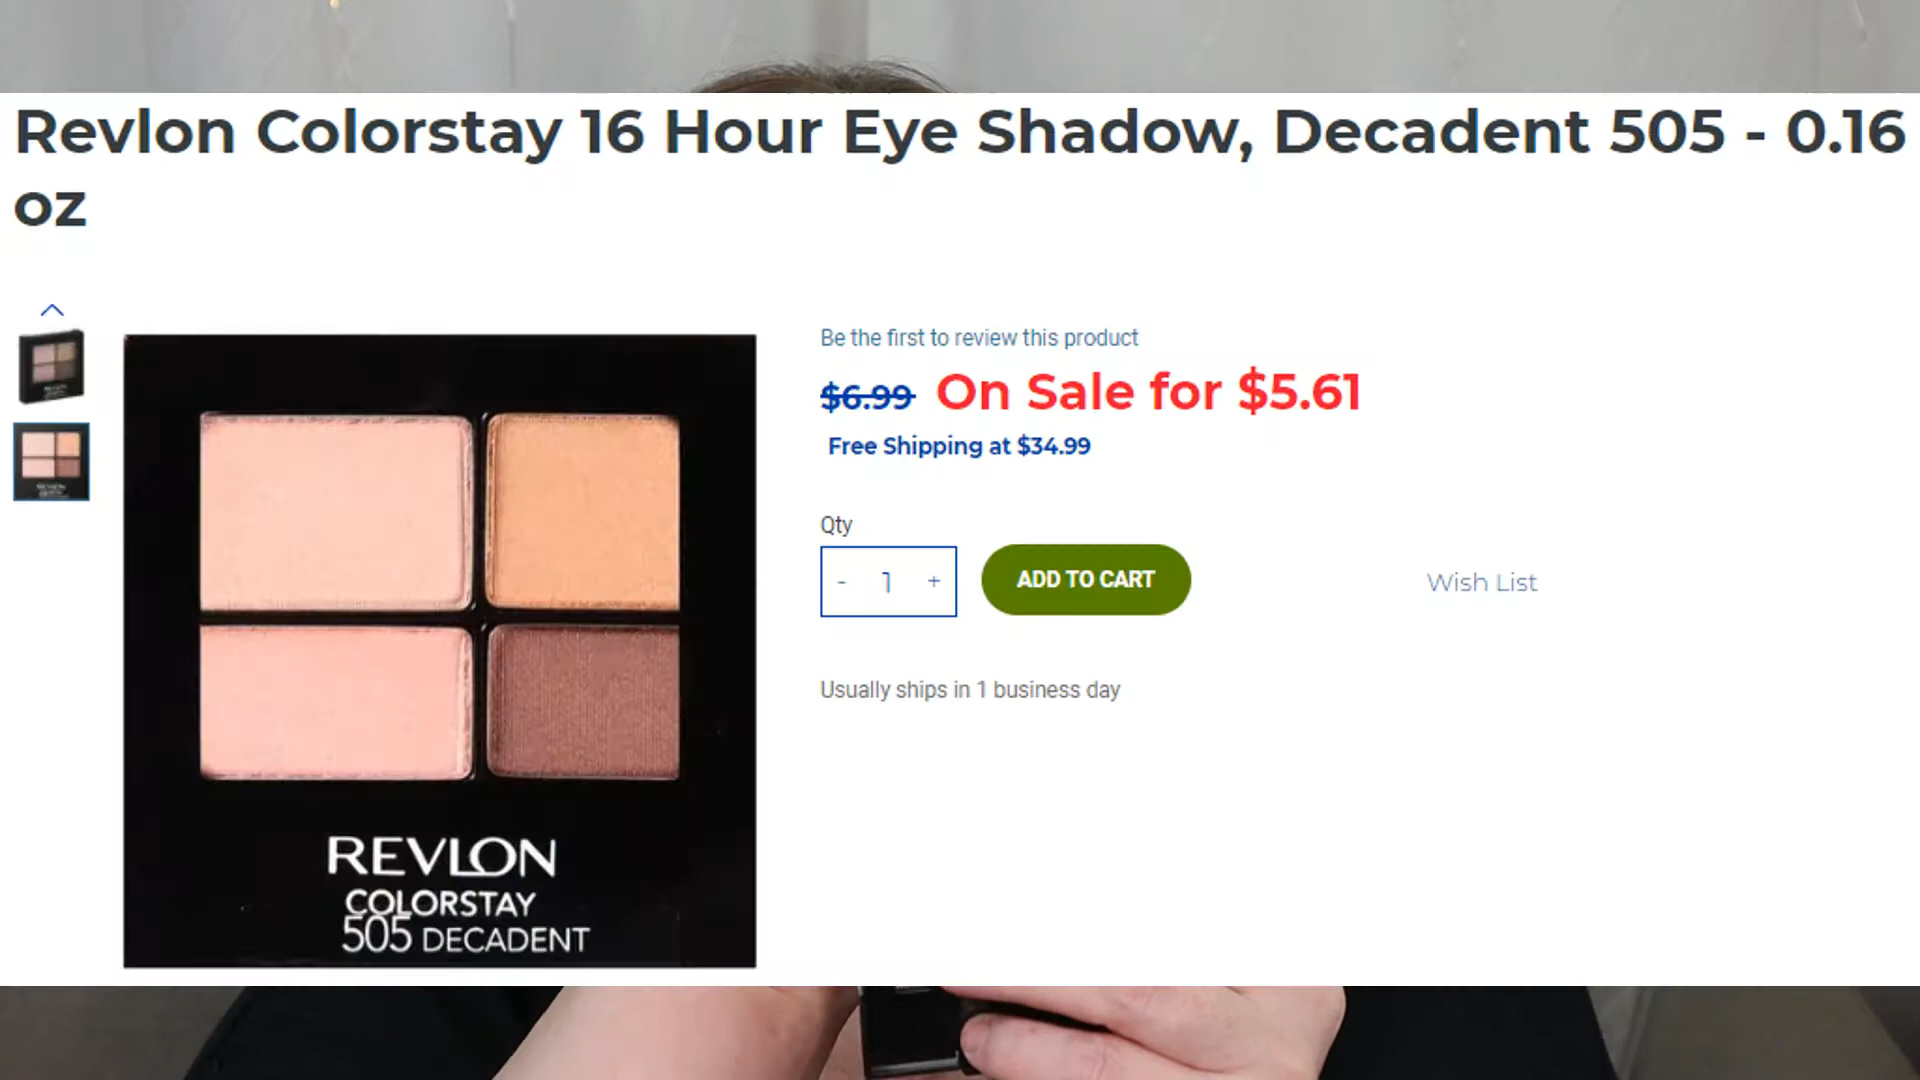 Revlon Colorstay 16 Hour Eye Shadow, Decadent 505 - 0.16
oz
Be the first to review this product
$6.99 On Sale for $5.61
Free Shipping at $34.99
Qty
- 1 +
ADD TO CART
Wish List
Usually ships in 1 business day
REVLON
COLORSTAY
505 DECADENT